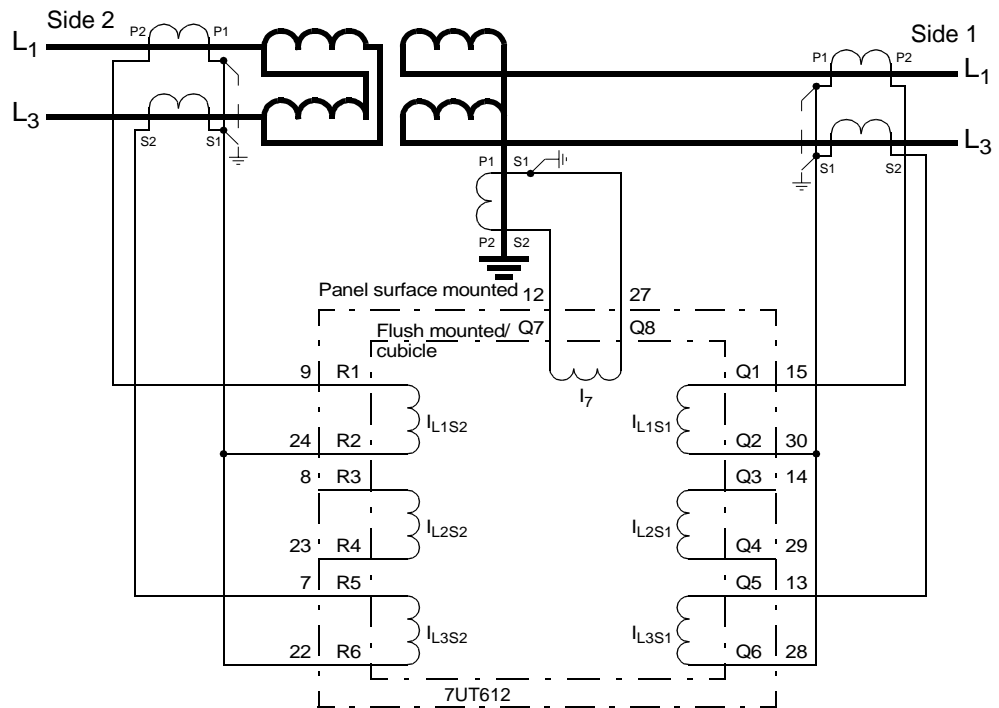 Side 2
P2 P1
L1
L3
S2 S1
Side 1
P1 P2
L1
L3
S1 S2
P1 S1
P2 S2
Panel surface mounted 12 27
Flush mounted/ Q7 Q8
cubicle
I7
9 R1 Q1 15
IL1S2 IL1S1
24 R2 Q2 30
8 R3 Q3 14
IL2S2 IL2S1
23 R4 Q4 29
7 R5 Q5 13
IL3S2 IL3S1
22 R6 Q6 28
7UT612